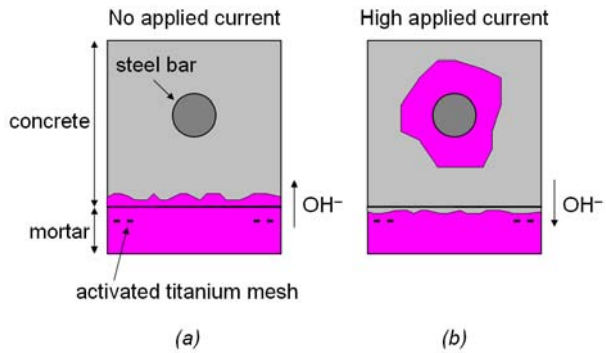 No applied current
High applied current
steel bar
concrete
OH⁻
OH⁻
mortar
activated titanium mesh
(a)
(b)